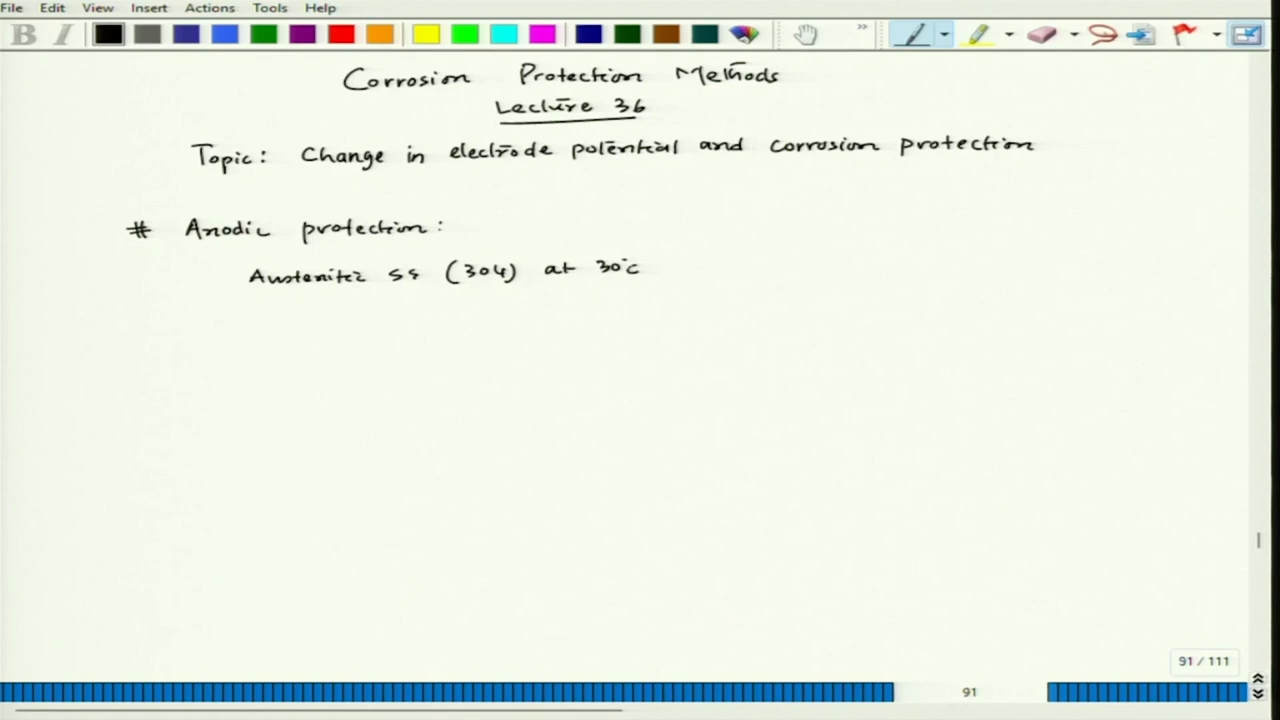 File Edit View Insert Actions Tools Help
B I
Corrosion Protection Methods
Lecture 36
Topic: Change in electrode potential and corrosion protection
# Anodic protection:
Austenitic SS (304) at 30°C
91 / 111
91